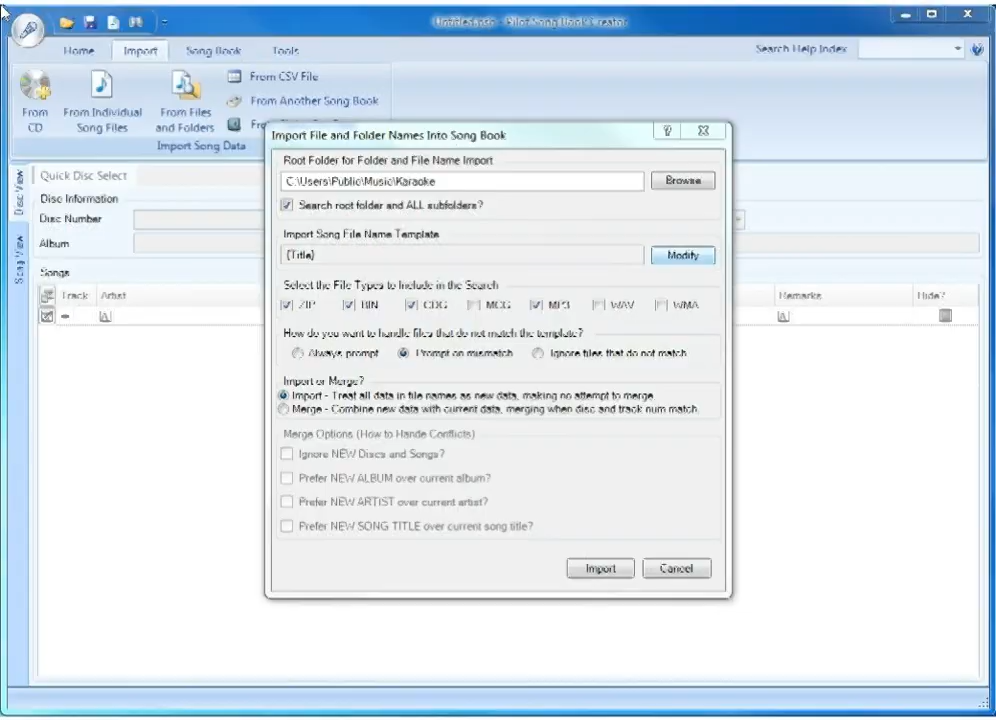 Untitled.psb - Pilot Song Book Creator
Home Import Song Book Tools Search Help Index
From CD
From Individual Song Files
From Files and Folders
From CSV File
From Another Song Book
Import Song Data
Import File and Folder Names Into Song Book
Root Folder for Folder and File Name Import
C:\Users\Public\Music\Karaoke Browse
Search root folder and ALL subfolders?
Import Song File Name Template
{Title} Modify
Select the File Types to Include in the Search
ZIP BIN CDG MCG MP3 WAV WMA
How do you want to handle files that do not match the template?
Always prompt Prompt on mismatch Ignore files that do not match
Import or Merge?
Import - Treat all data in file names as new data, making no attempt to merge
Merge - Combine new data with current data, merging when disc and track num match.
Merge Options (How to Hande Conflicts)
Ignore NEW Discs and Songs?
Prefer NEW ALBUM over current album?
Prefer NEW ARTIST over current artist?
Prefer NEW SONG TITLE over current song title?
Import Cancel
Disc View
Song View
Quick Disc Select
Disc Information
Disc Number
Album
Songs
Track Artist Remarks Hide?